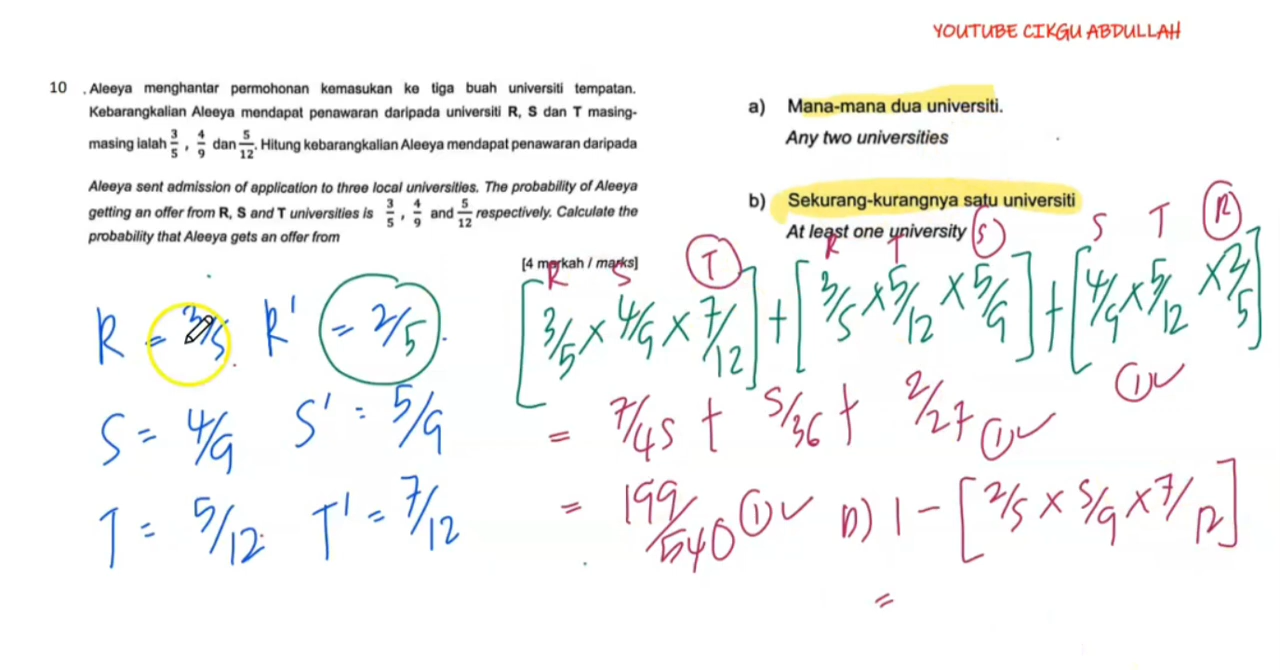 YOUTUBE CIKGU ABDULLAH
10 . Aleeya menghantar permohonan kemasukan ke tiga buah universiti tempatan.
Kebarangkalian Aleeya mendapat penawaran daripada universiti R, S dan T masing-
masing ialah 3/5 , 4/9 dan 5/12. Hitung kebarangkalian Aleeya mendapat penawaran daripada
Aleeya sent admission of application to three local universities. The probability of Aleeya
getting an offer from R, S and T universities is 3/5 , 4/9 and 5/12 respectively. Calculate the
probability that Aleeya gets an offer from
[4 markah / marks]
a) Mana-mana dua universiti.
Any two universities
b) Sekurang-kurangnya satu universiti
At least one university
R = 3/5 R' = 2/5
S = 4/9 S' = 5/9
T = 5/12 T' = 7/12
R S T R T S S T R
[3/5 × 4/9 × 7/12] + [3/5 × 5/12 × 5/9] + [4/9 × 5/12 × 2/5]
1✓
= 7/45 + 5/36 + 2/27 1✓
= 199/540 1✓
b) 1 - [2/5 × 5/9 × 7/12]
=